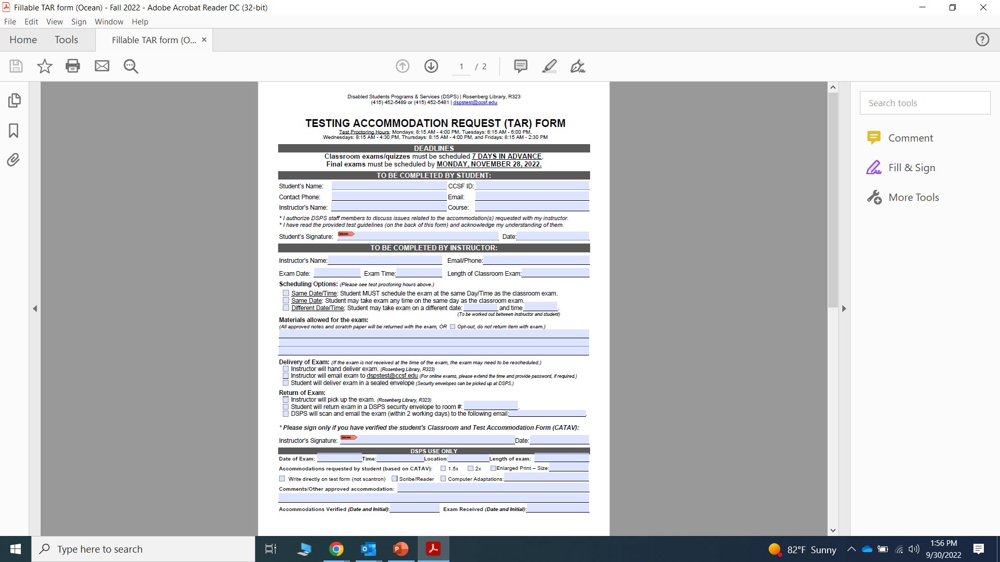 Fillable TAR form (Ocean) - Fall 2022 - Adobe Acrobat Reader DC (32-bit)
File Edit View Sign Window Help
Home Tools Fillable TAR form (O... ×
1 / 2
Search tools
Comment
Fill & Sign
More Tools
Disabled Students Programs & Services (DSPS) | Rosenberg Library, R323
(415) 452-5489 or (415) 452-5481 | dspstest@ccsf.edu
TESTING ACCOMMODATION REQUEST (TAR) FORM
Test Proctoring Hours: Mondays: 8:15 AM - 4:00 PM, Tuesdays: 8:15 AM - 6:00 PM,
Wednesdays: 8:15 AM - 4:30 PM, Thursdays: 8:15 AM - 4:00 PM, and Fridays: 8:15 AM - 2:30 PM
DEADLINES
Classroom exams/quizzes must be scheduled 7 DAYS IN ADVANCE.
Final exams must be scheduled by MONDAY, NOVEMBER 28, 2022.
TO BE COMPLETED BY STUDENT:
Student's Name: CCSF ID:
Contact Phone: Email:
Instructor's Name: Course:
* I authorize DSPS staff members to discuss issues related to the accommodation(s) requested with my instructor.
* I have read the provided test guidelines (on the back of this form) and acknowledge my understanding of them.
Student's Signature: Date:
TO BE COMPLETED BY INSTRUCTOR:
Instructor's Name: Email/Phone:
Exam Date: Exam Time: Length of Classroom Exam:
Scheduling Options: (Please see test proctoring hours above.)
Same Date/Time: Student MUST schedule the exam at the same Day/Time as the classroom exam.
Same Date: Student may take exam any time on the same day as the classroom exam.
Different Date/Time: Student may take exam on a different date: and time .
(To be worked out between instructor and student)
Materials allowed for the exam:
(All approved notes and scratch paper will be returned with the exam, OR Opt-out, do not return item with exam.)
Delivery of Exam: (If the exam is not received at the time of the exam, the exam may need to be rescheduled.)
Instructor will hand deliver exam. (Rosenberg Library, R323)
Instructor will email exam to dspstest@ccsf.edu (For online exams, please extend the time and provide password, if required.)
Student will deliver exam in a sealed envelope (Security envelopes can be picked up at DSPS.)
Return of Exam:
Instructor will pick up the exam. (Rosenberg Library, R323)
Student will return exam in a DSPS security envelope to room #: .
DSPS will scan and email the exam (within 2 working days) to the following email: .
* Please sign only if you have verified the student's Classroom and Test Accommodation Form (CATAV):
Instructor's Signature: Date:
DSPS USE ONLY
Date of Exam: Time: Location: Length of exam:
Accommodations requested by student (based on CATAV): 1.5x 2x Enlarged Print – Size:
Write directly on test form (not scantron) Scribe/Reader Computer Adaptations:
Comments/Other approved accommodation:
Accommodations Verified (Date and Initial): Exam Received (Date and Initial):
Type here to search
82°F Sunny
1:56 PM
9/30/2022